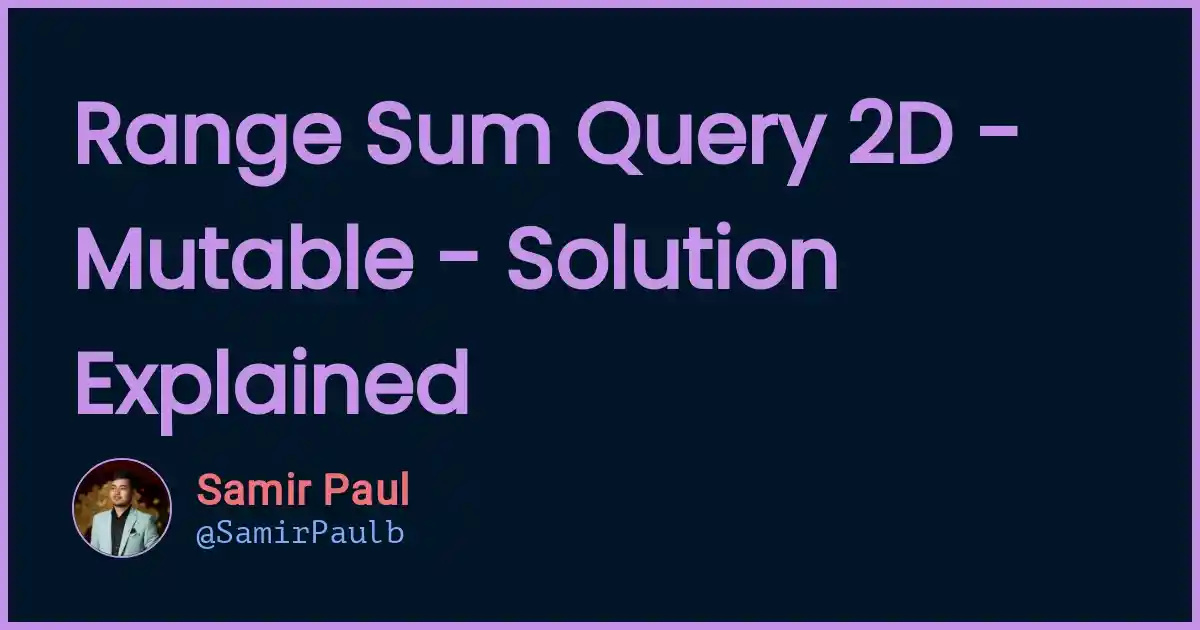 Range Sum Query 2D -
Mutable - Solution
Explained
Samir Paul
@SamirPaulb